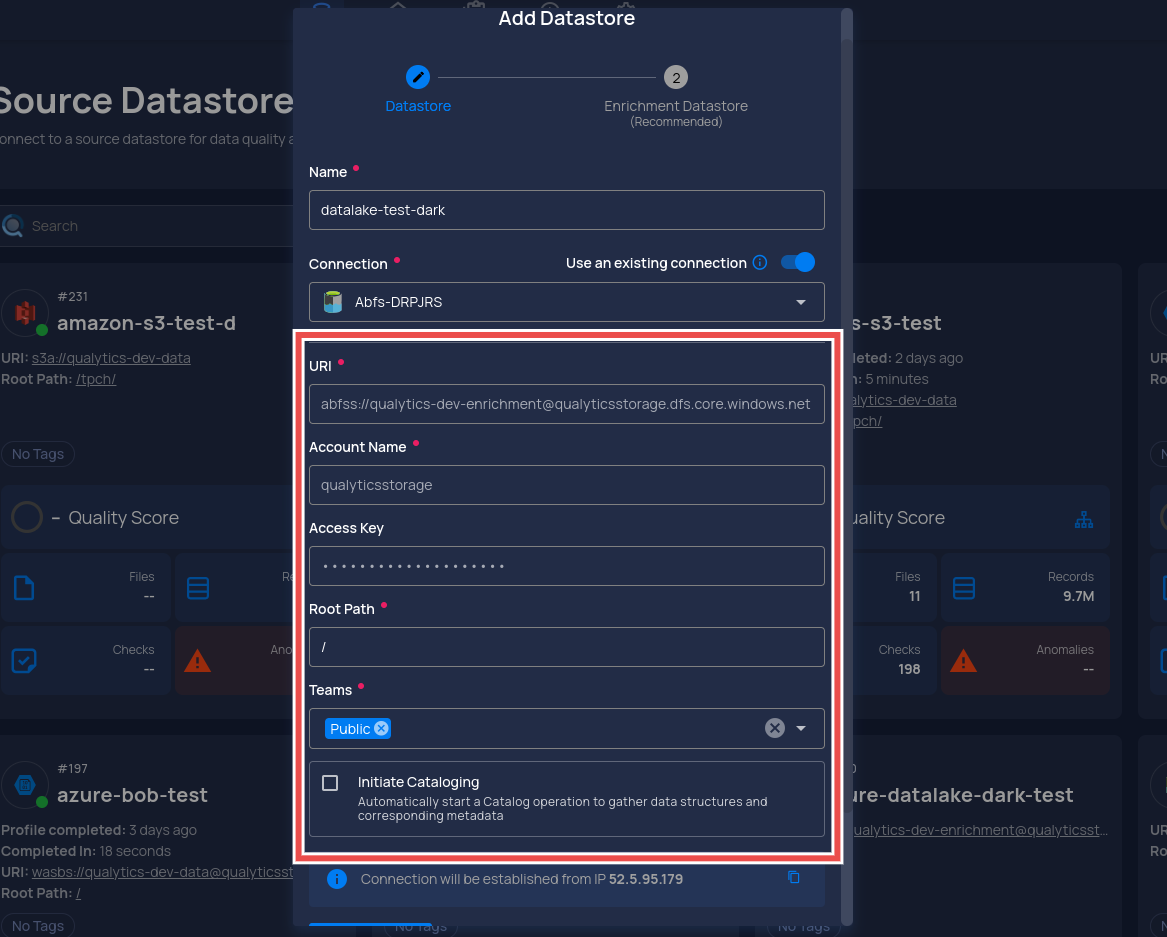 Add Datastore
2
Datastore
Enrichment Datastore
(Recommended)
Source Datastore
onnect to a source datastore for data quality a
Name
datalake-test-dark
Search
Connection
Use an existing connection
Abfs-DRPJRS
#231
amazon-s3-test-d
URI: s3a://qualytics-dev-data
Root Path: /tpch/
No Tags
– Quality Score
Files
--
Re
Checks
--
Ano
URI
abfss://qualytics-dev-enrichment@qualyticsstorage.dfs.core.windows.net
Account Name
qualyticsstorage
Access Key
••••••••••••••••••••
Root Path
/
Teams
Public
Initiate Cataloging
Automatically start a Catalog operation to gather data structures and
corresponding metadata
Connection will be established from IP 52.5.95.179
s-s3-test
leted: 2 days ago
n: 5 minutes
alytics-dev-data
pch/
uality Score
Files
11
Records
9.7M
Checks
198
Anomalies
--
UR
Ro
#197
azure-bob-test
Profile completed: 3 days ago
Completed In: 18 seconds
URI: wasbs://qualytics-dev-data@qualyticsst
Root Path: /
No Tags
No Tags
ure-datalake-dark-test
ualytics-dev-enrichment@qualyticsst...
No Tags
UR
Ro